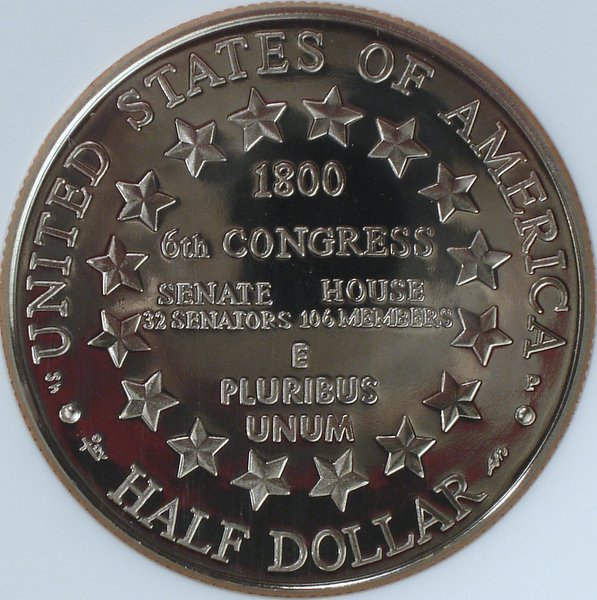 UNITED STATES OF AMERICA
1800
6th CONGRESS
SENATE HOUSE
32 SENATORS 106 MEMBERS
E
PLURIBUS
UNUM
P
HALF DOLLAR